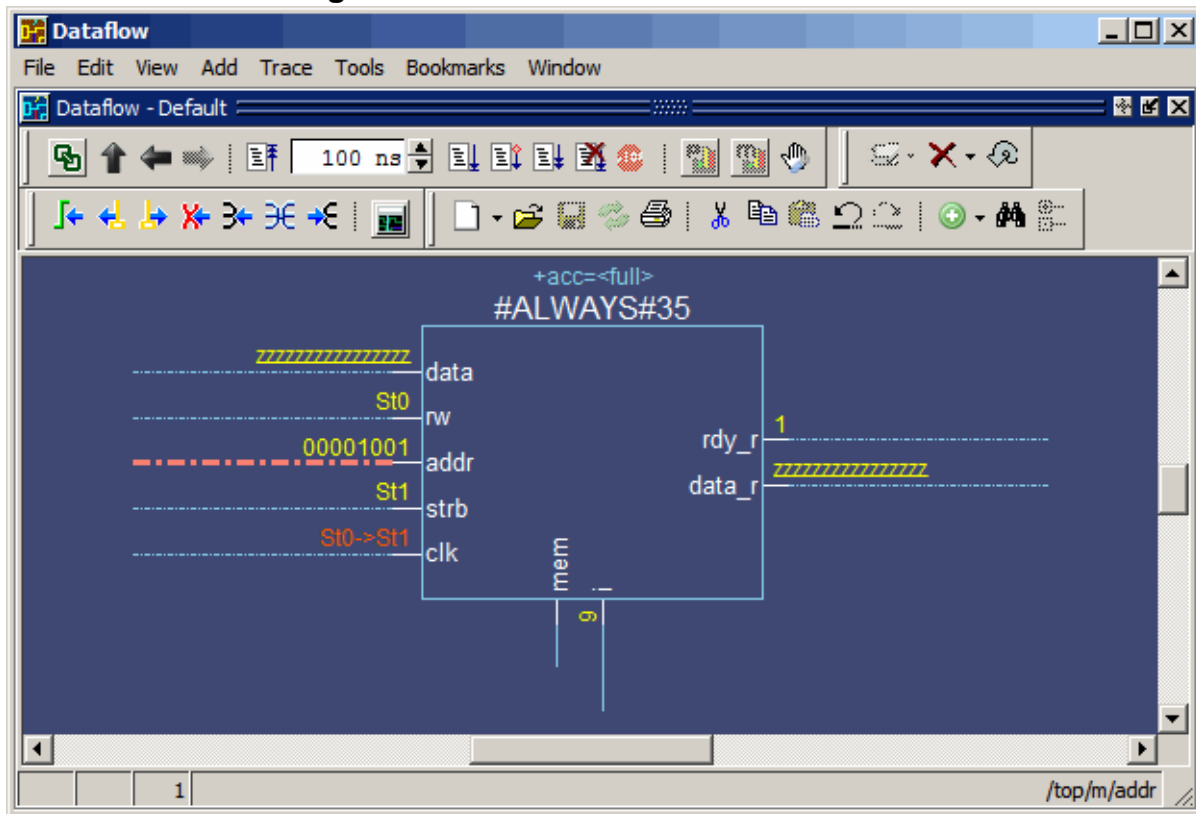 Dataflow
File Edit View Add Trace Tools Bookmarks Window
Dataflow - Default
100 ns
+acc=<full>
#ALWAYS#35
zzzzzzzzzzzzzzzz
data
St0
rw
00001001
addr
St1
strb
St0->St1
clk
1
rdy_r
zzzzzzzzzzzzzzzz
data_r
mem
i
9
1
/top/m/addr